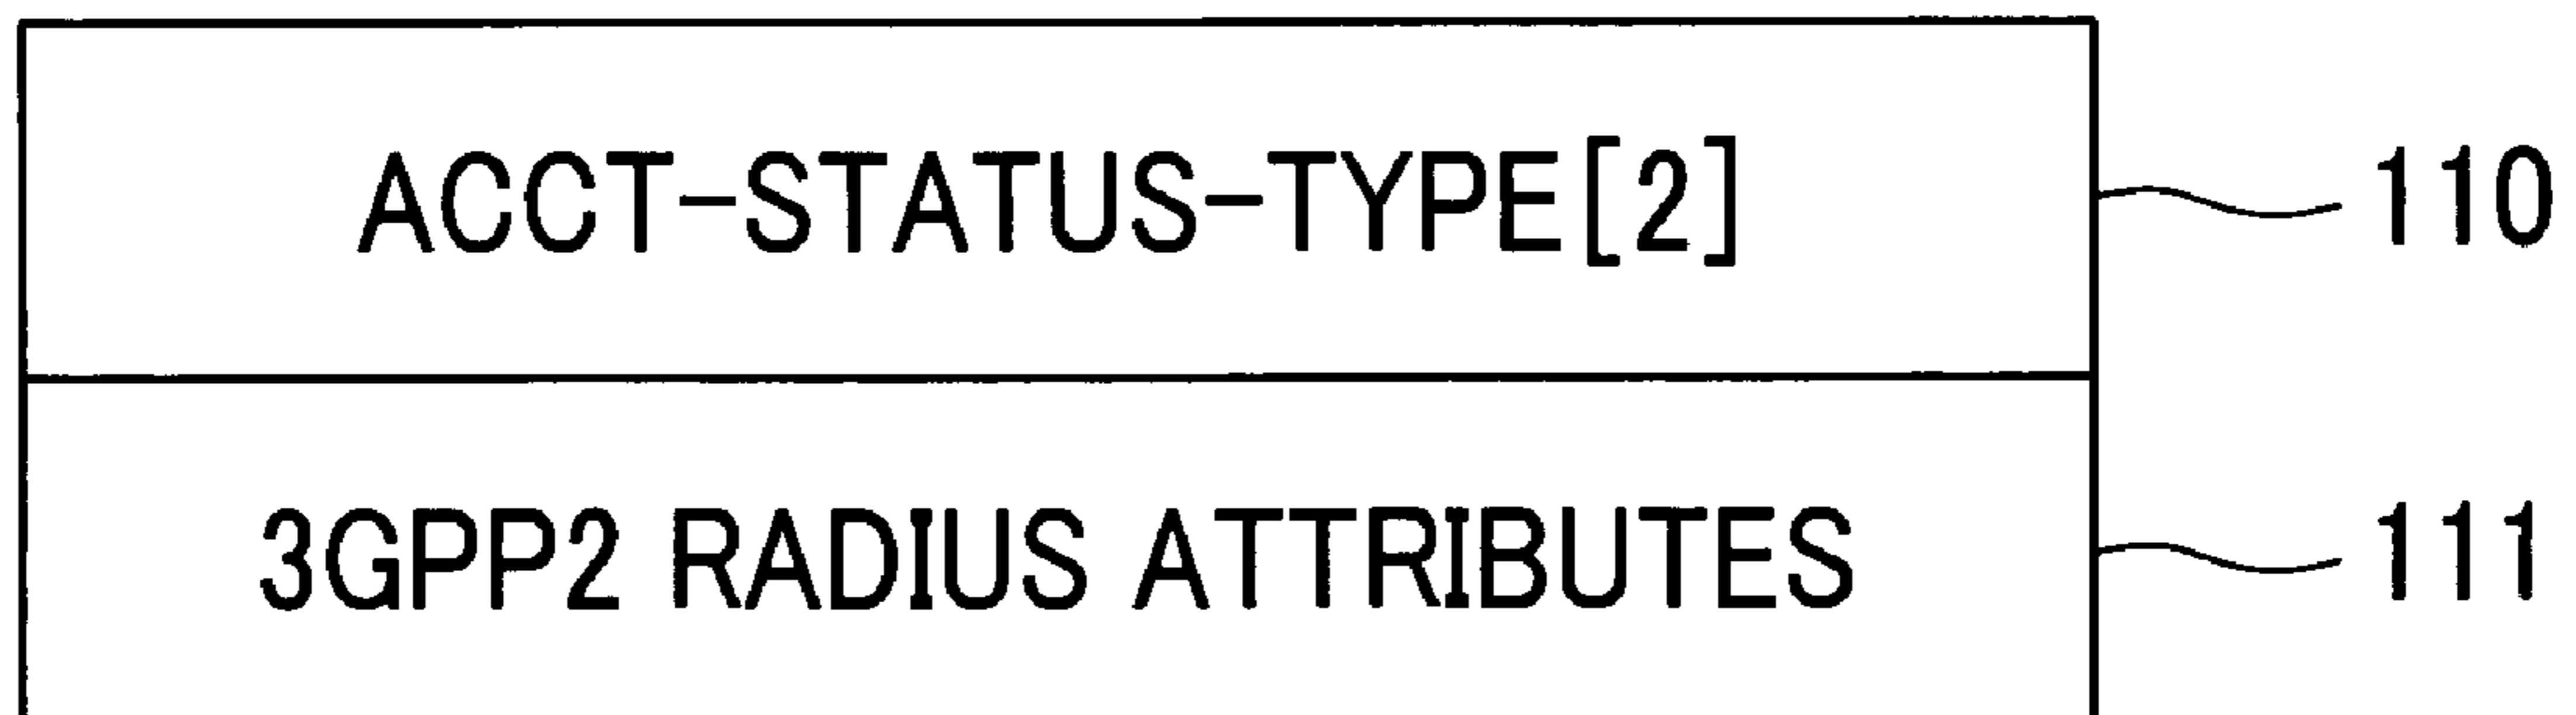 ACCT-STATUS-TYPE[2] 110
3GPP2 RADIUS ATTRIBUTES 111